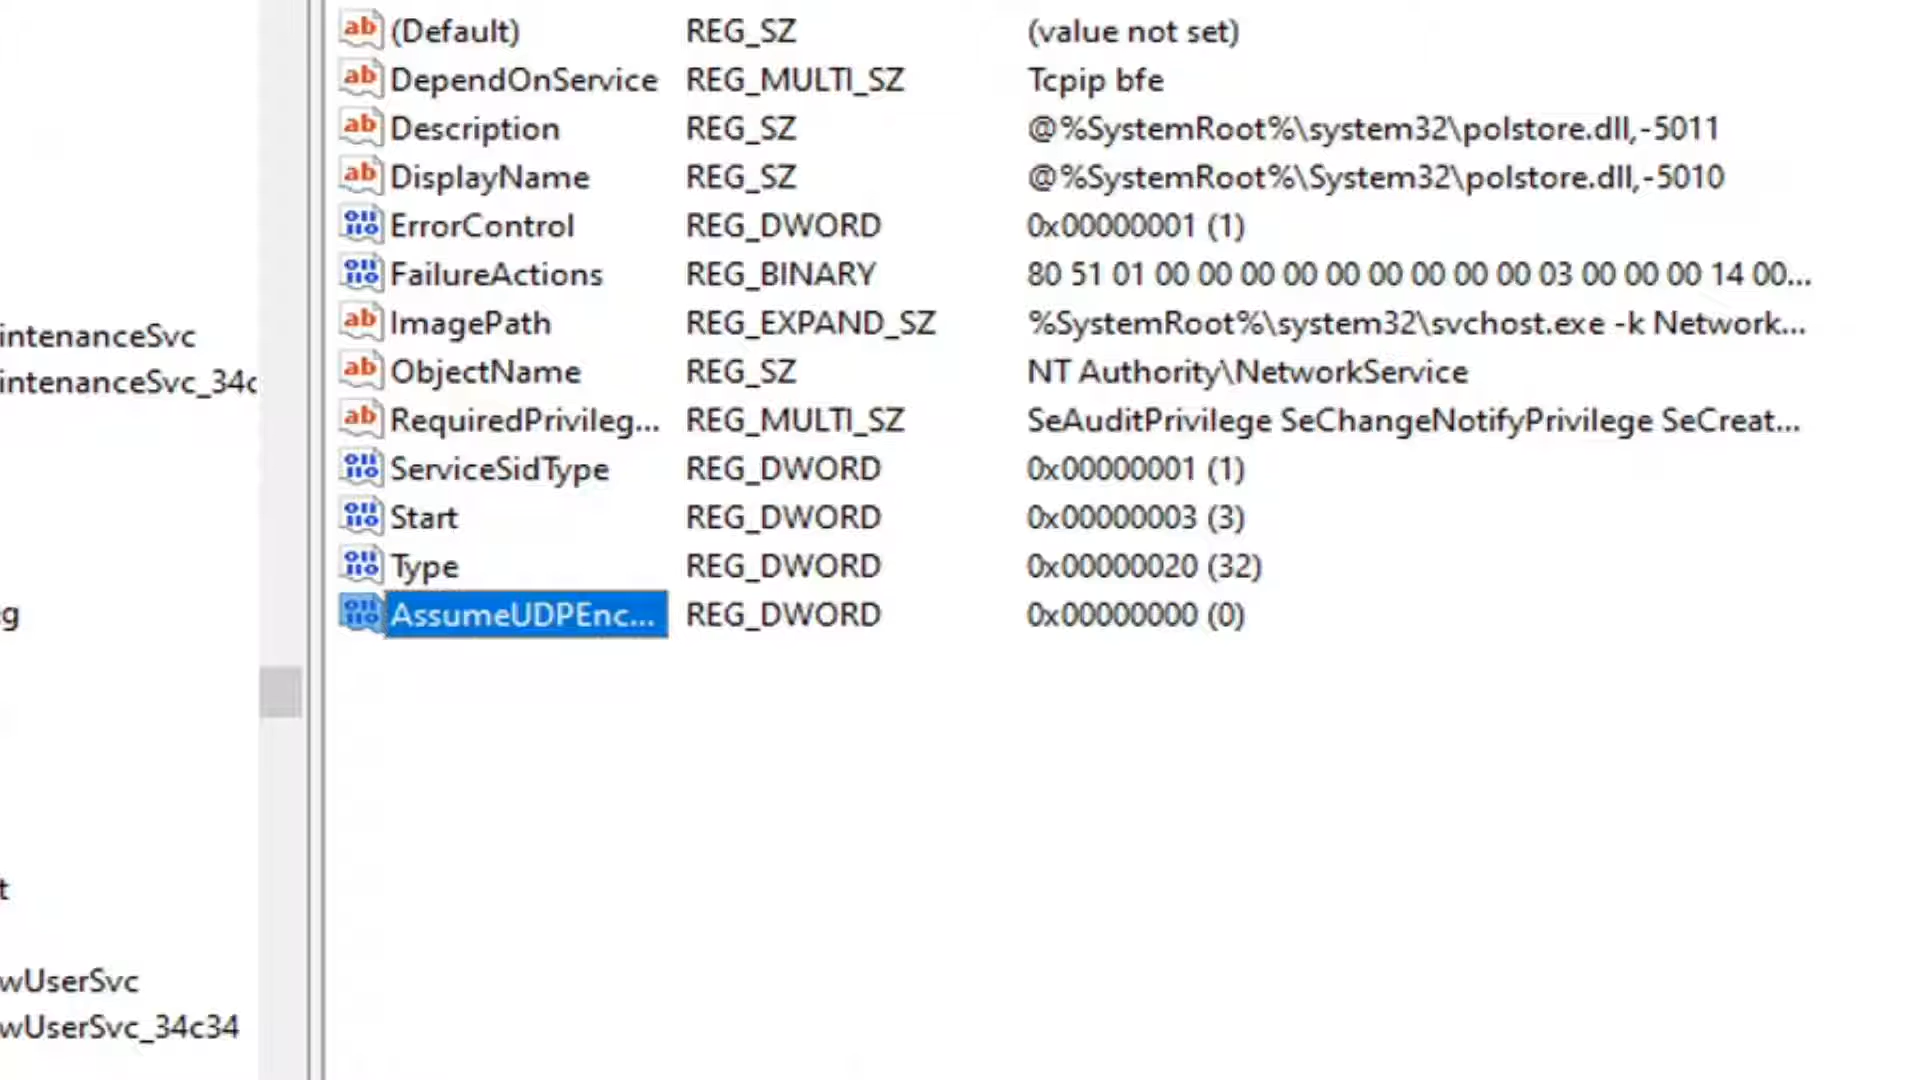 (Default) REG_SZ (value not set)
DependOnService REG_MULTI_SZ Tcpip bfe
Description REG_SZ @%SystemRoot%\system32\polstore.dll,-5011
DisplayName REG_SZ @%SystemRoot%\System32\polstore.dll,-5010
ErrorControl REG_DWORD 0x00000001 (1)
FailureActions REG_BINARY 80 51 01 00 00 00 00 00 00 00 00 00 03 00 00 00 14 00...
intenanceSvc
ImagePath REG_EXPAND_SZ %SystemRoot%\system32\svchost.exe -k Network...
intenanceSvc_34c
ObjectName REG_SZ NT Authority\NetworkService
RequiredPrivileg... REG_MULTI_SZ SeAuditPrivilege SeChangeNotifyPrivilege SeCreat...
ServiceSidType REG_DWORD 0x00000001 (1)
Start REG_DWORD 0x00000003 (3)
Type REG_DWORD 0x00000020 (32)
g
AssumeUDPEnc... REG_DWORD 0x00000000 (0)
t
wUserSvc
wUserSvc_34c34